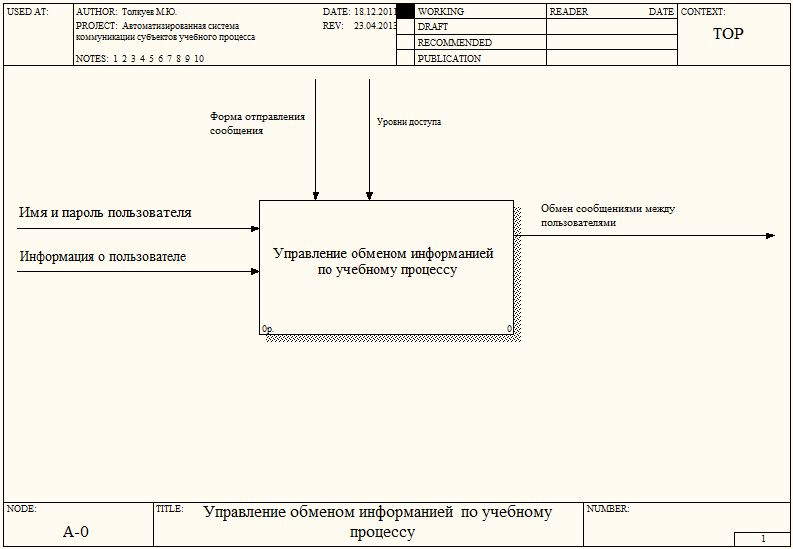 USED AT:
AUTHOR: Толкуев М.Ю.
DATE: 18.12.2011
PROJECT: Автоматизированная система
коммуникации субъектов учебного процесса
REV: 23.04.2013
NOTES: 1 2 3 4 5 6 7 8 9 10
WORKING
DRAFT
RECOMMENDED
PUBLICATION
READER DATE
CONTEXT:
TOP
Форма отправления
сообщения
Уровни доступа
Имя и пароль пользователя
Информация о пользователе
Управление обменом информанией
по учебному процессу
0р. 0
Обмен сообщениями между
пользователями
NODE:
A-0
TITLE:
Управление обменом информанией по учебному
процессу
NUMBER:
1